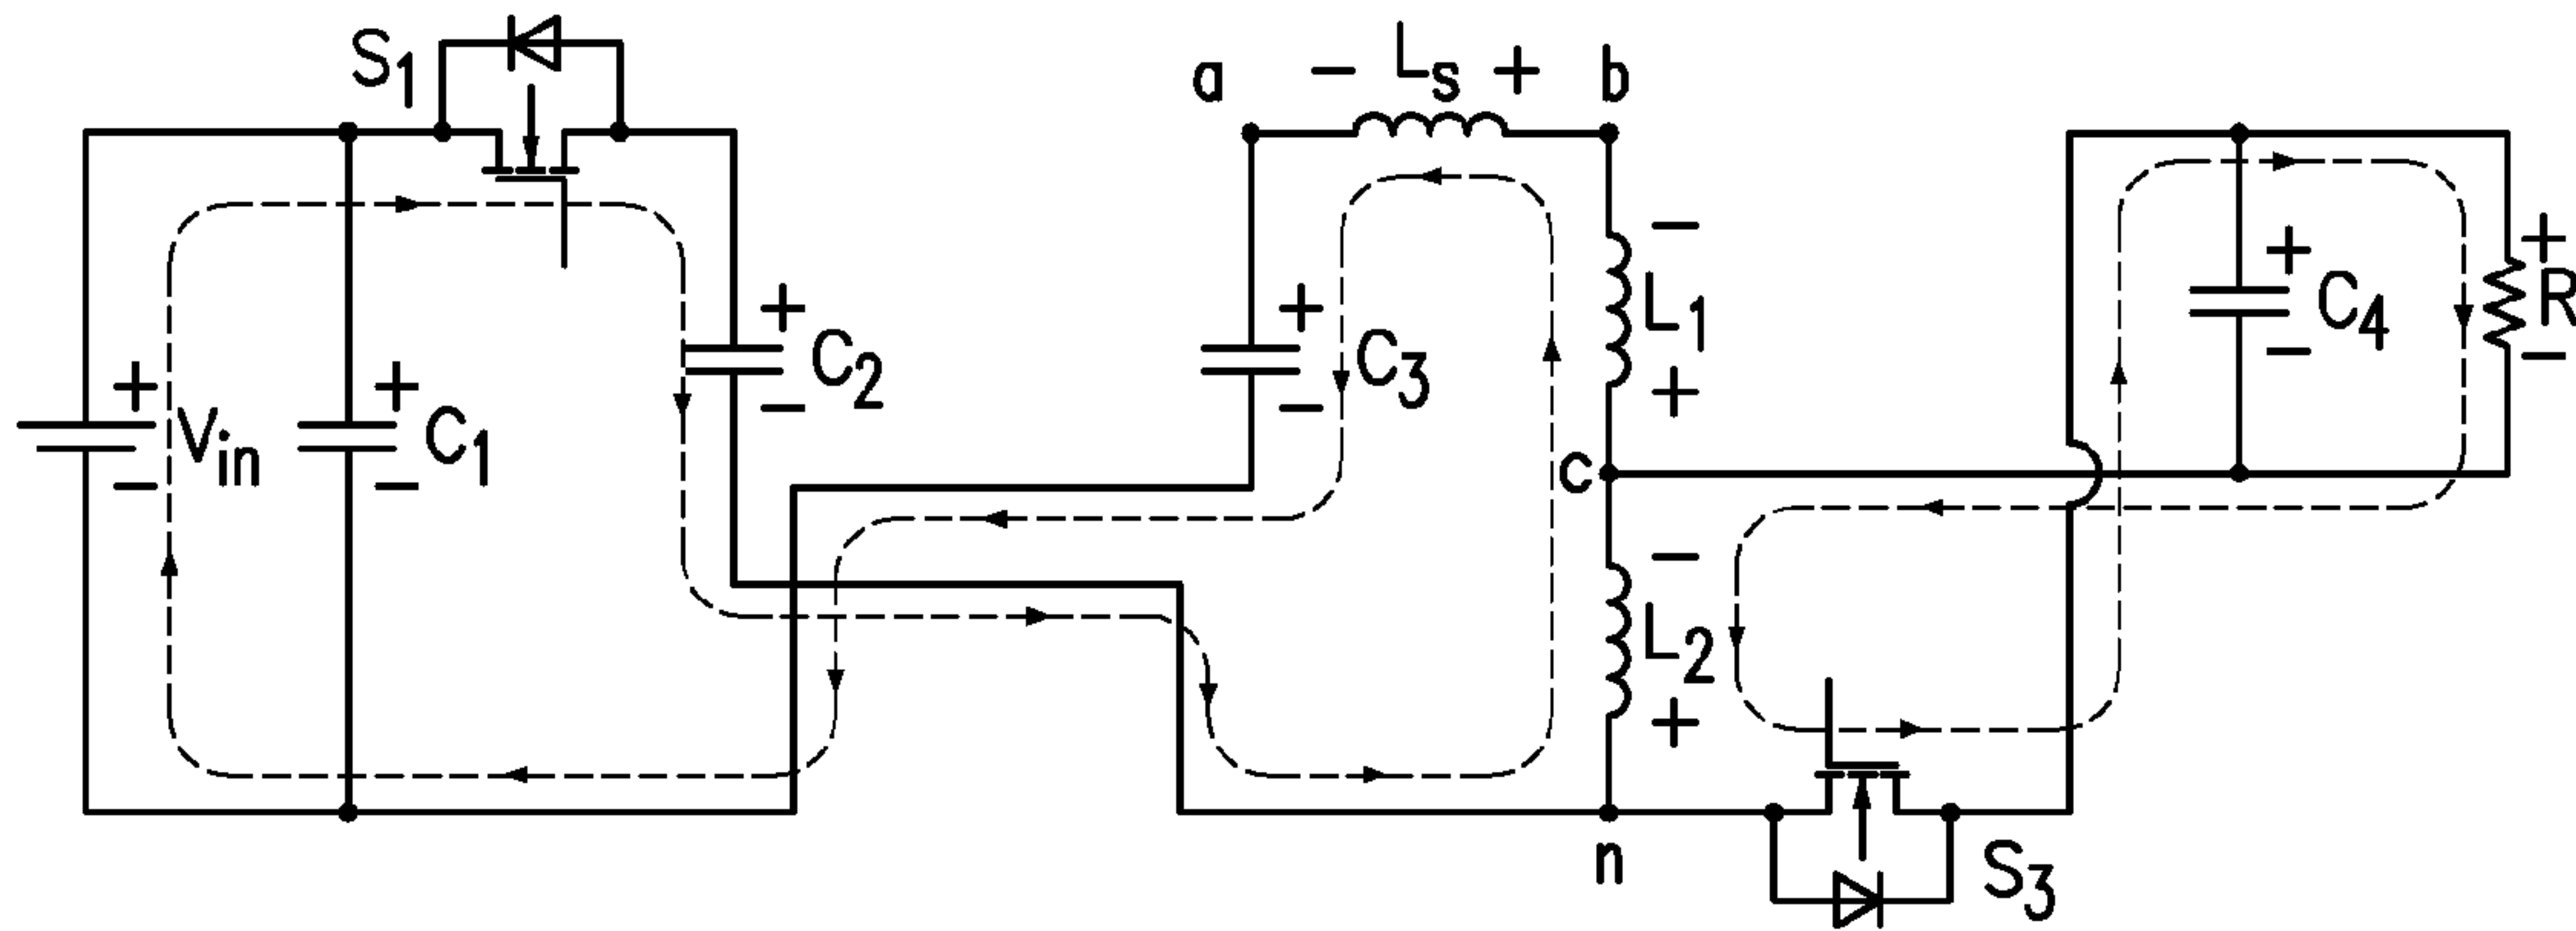 S1
a − Ls + b
+ Vin −
+ C1 −
+ C2 −
+ C3 −
− L1 +
c
− L2 +
n
S3
+ C4 −
+ R −